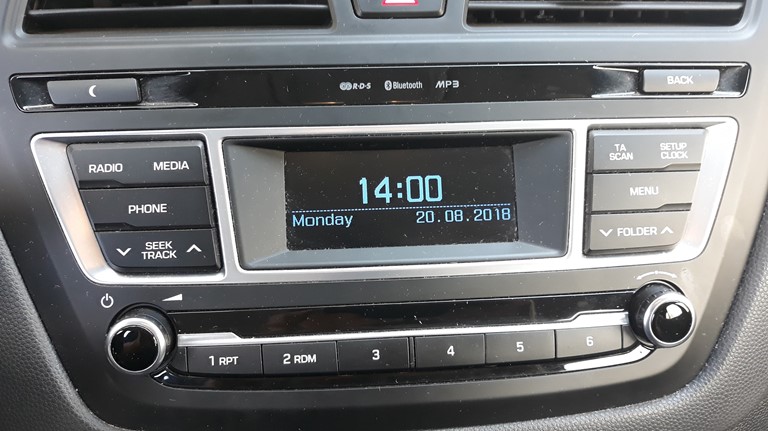 R·D·S Bluetooth MP3
BACK
RADIO MEDIA
PHONE
SEEK
TRACK
14:00
Monday 20.08.2018
TA
SCAN
SETUP
CLOCK
MENU
FOLDER
1 RPT 2 RDM 3 4 5 6